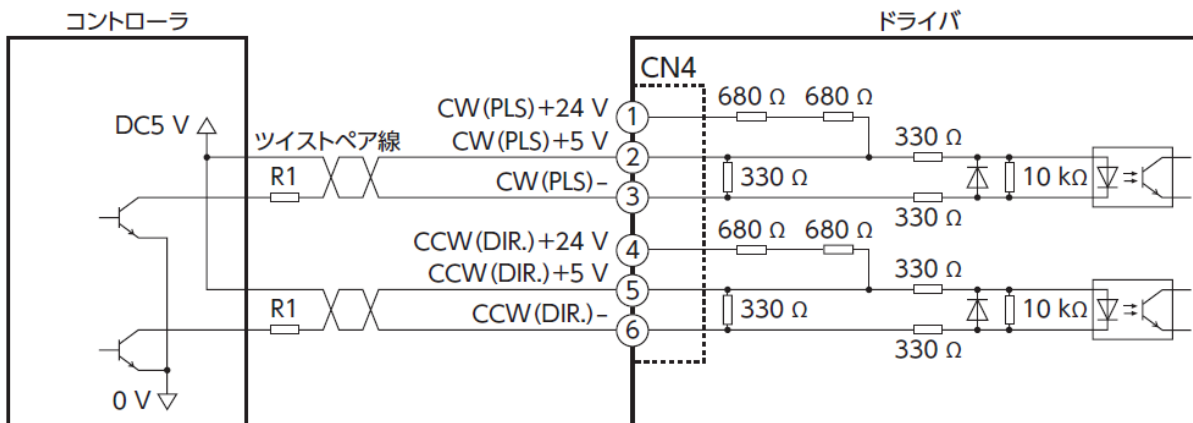 コントローラ
ドライバ
CN4
DC5 V
ツイストペア線
R1
CW(PLS)+24 V
1
680 Ω
680 Ω
CW(PLS)+5 V
2
330 Ω
CW(PLS)−
3
330 Ω
10 kΩ
330 Ω
CCW(DIR.)+24 V
4
680 Ω
680 Ω
CCW(DIR.)+5 V
5
330 Ω
R1
CCW(DIR.)−
6
330 Ω
10 kΩ
330 Ω
0 V